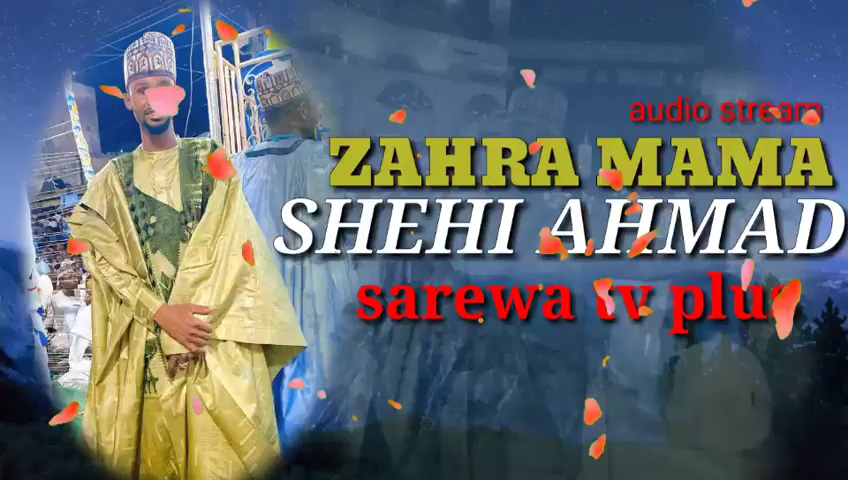 audio stream
ZAHRA MAMA
SHEHI AHMAD
sarewa tv plus